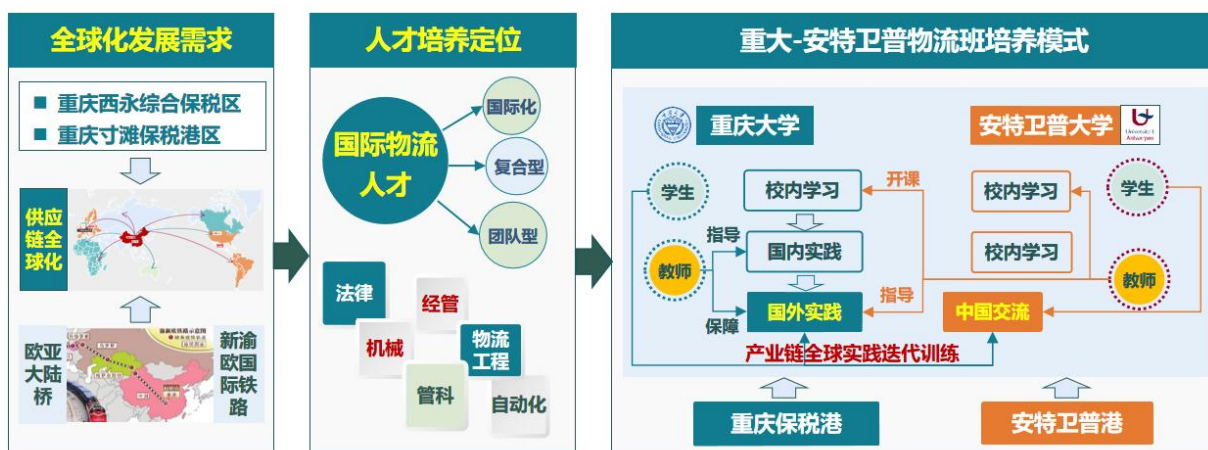 全球化发展需求
■ 重庆西永综合保税区
■ 重庆寸滩保税港区
供应
链全
球化
欧亚
大陆
桥
新渝
欧国
际铁
路
人才培养定位
国际物流
人才
国际化
复合型
团队型
法律
经管
机械
物流
工程
管科
自动化
重大-安特卫普物流班培养模式
重庆大学
安特卫普大学
Universiteit
Antwerpen
学生
校内学习
开课
校内学习
学生
教师
指导
国内实践
校内学习
教师
保障
国外实践
指导
中国交流
产业链全球实践迭代训练
重庆保税港
安特卫普港